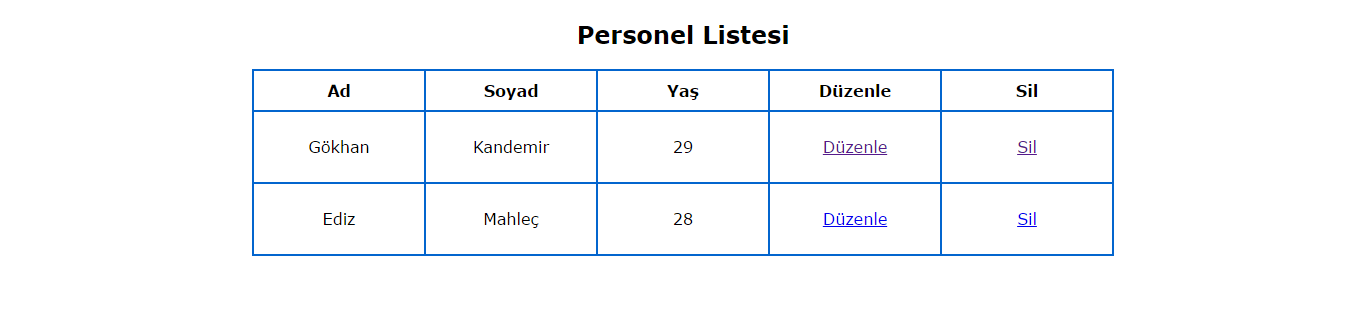 Personel Listesi
Ad Soyad Yaş Düzenle Sil
Gökhan Kandemir 29 Düzenle Sil
Ediz Mahleç 28 Düzenle Sil